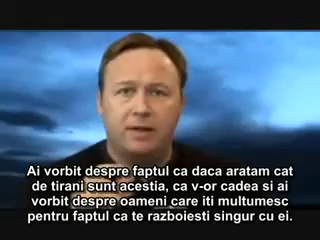 Ai vorbit despre faptul ca daca aratam cat
de tirani sunt acestia, ca v-or cadea si ai
vorbit despre oameni care iti multumesc
pentru faptul ca te razboiesti singur cu ei.